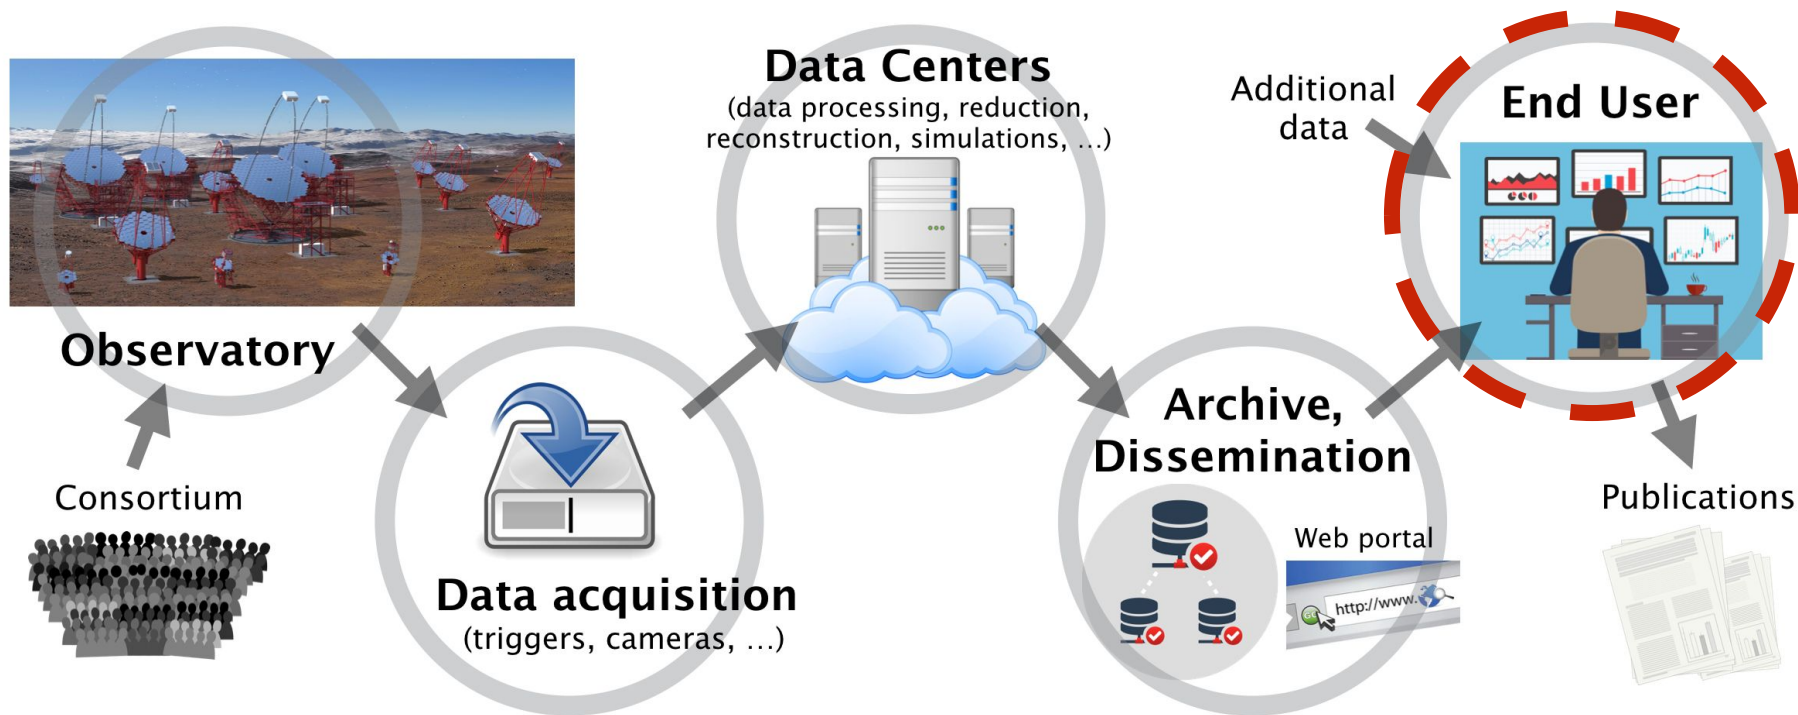 Observatory
Consortium
Data acquisition
(triggers, cameras, ...)
Data Centers
(data processing, reduction,
reconstruction, simulations, ...)
Archive,
Dissemination
Web portal
http://www.
Additional
data
End User
Publications